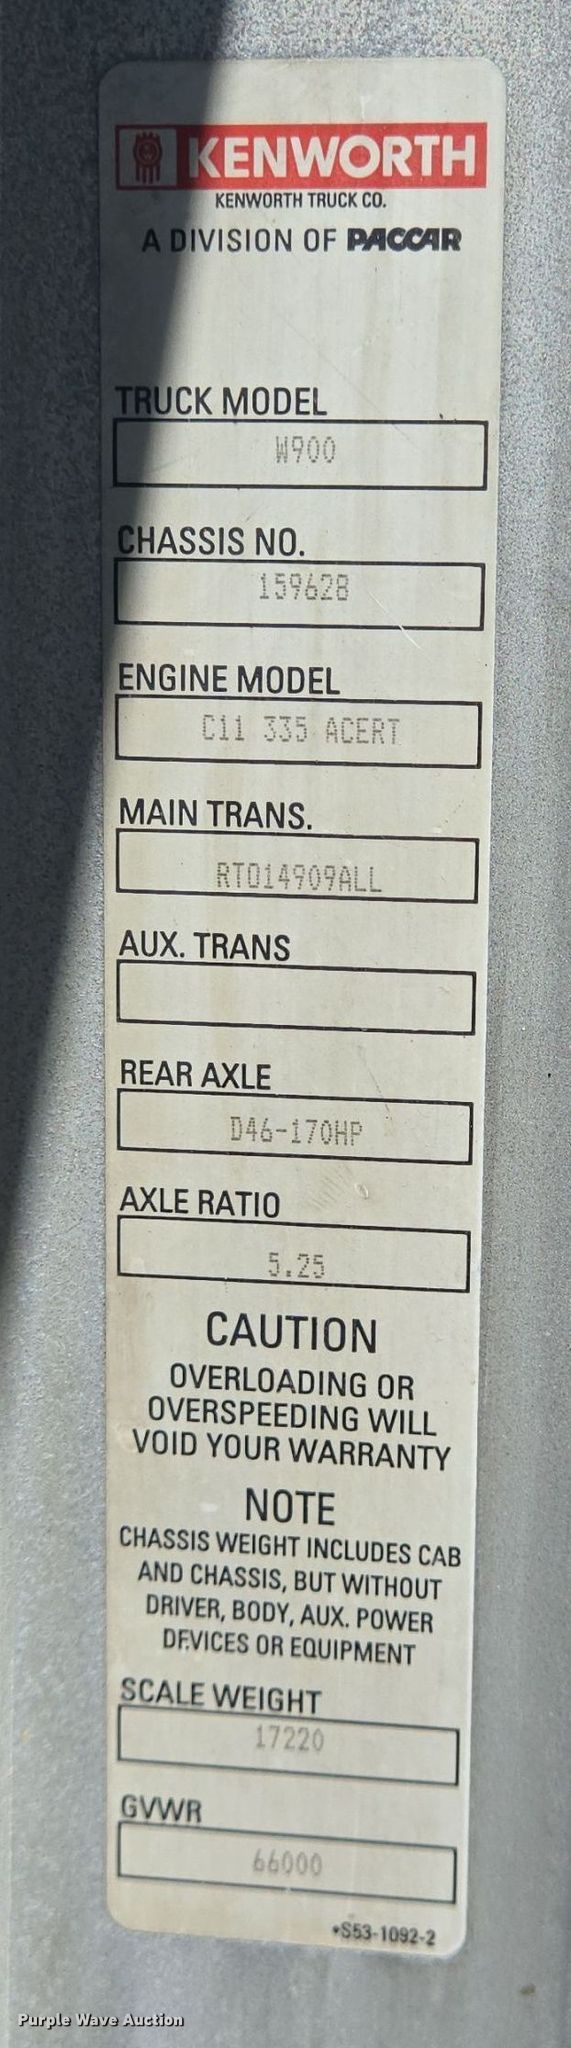 KENWORTH
KENWORTH TRUCK CO.
A DIVISION OF PACCAR
TRUCK MODEL
W900
CHASSIS NO.
159628
ENGINE MODEL
C11 335 ACERT
MAIN TRANS.
RTO14909ALL
AUX. TRANS
REAR AXLE
D46-170HP
AXLE RATIO
5.25
CAUTION
OVERLOADING OR
OVERSPEEDING WILL
VOID YOUR WARRANTY
NOTE
CHASSIS WEIGHT INCLUDES CAB
AND CHASSIS, BUT WITHOUT
DRIVER, BODY, AUX. POWER
DEVICES OR EQUIPMENT
SCALE WEIGHT
17220
GVWR
66000
*S53-1092-2
Purple Wave Auction